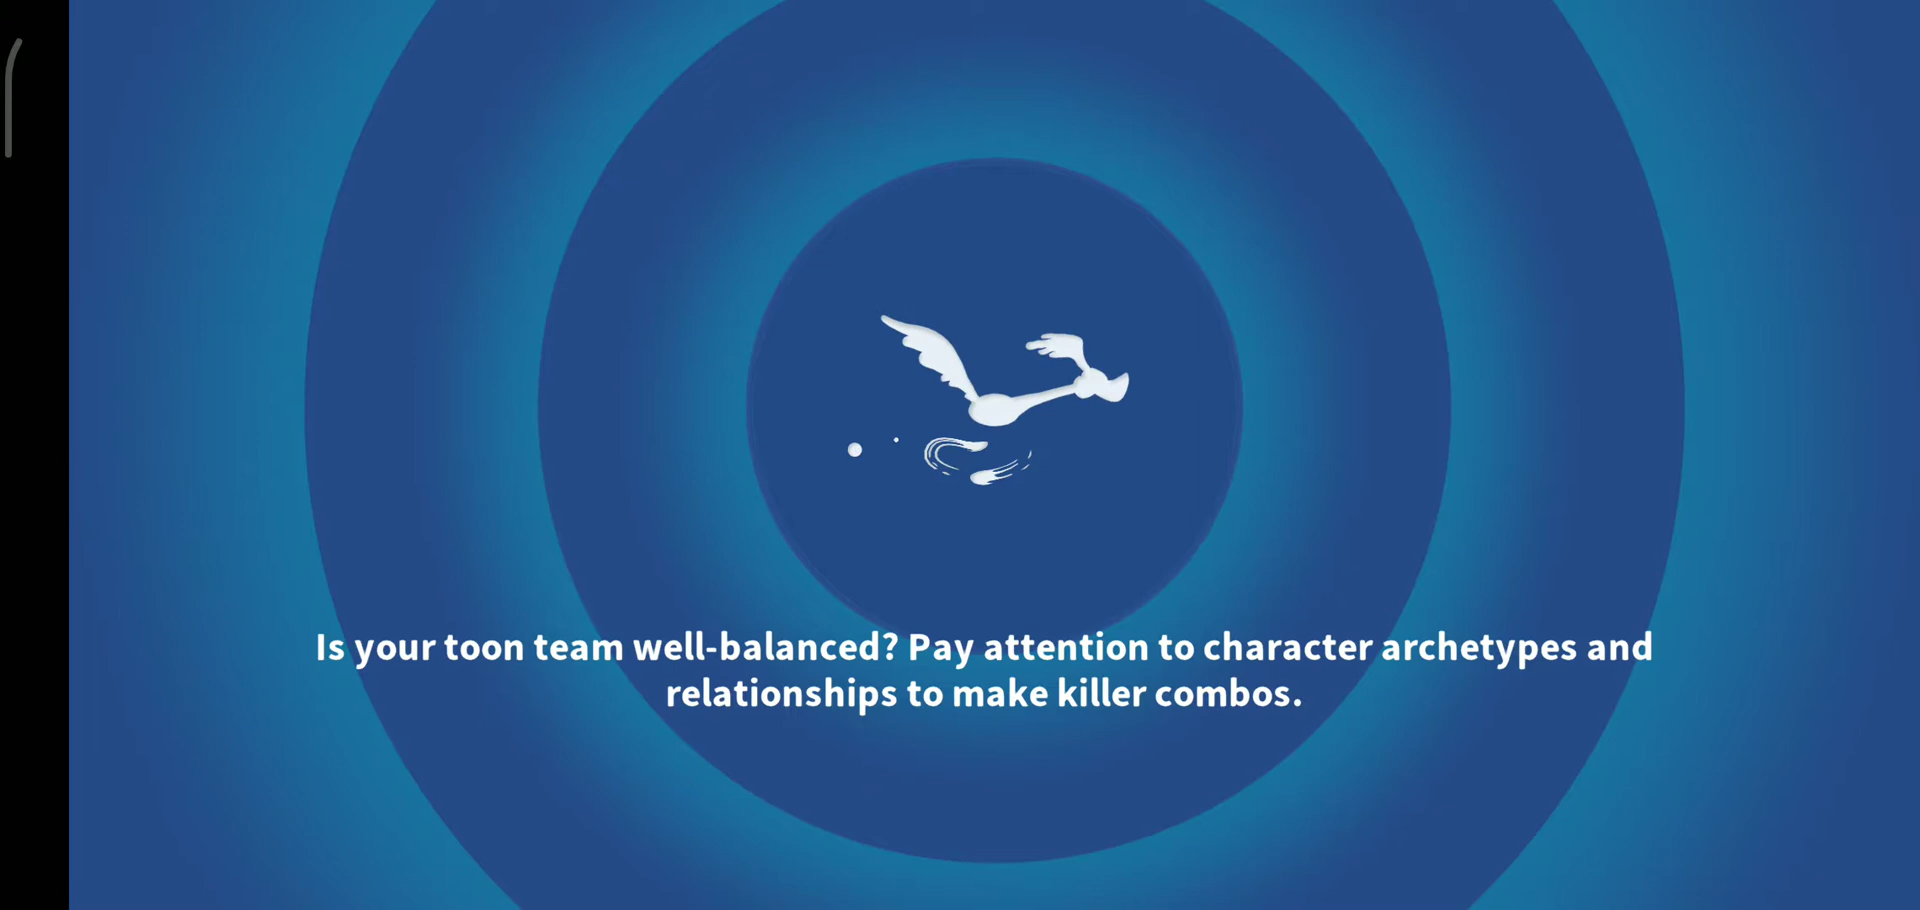 Is your toon team well-balanced? Pay attention to character archetypes and
relationships to make killer combos.